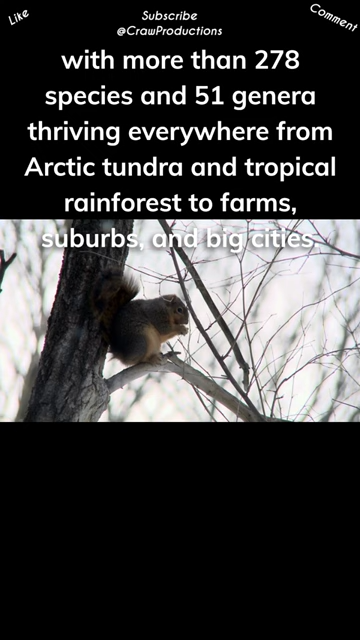 Like
Subscribe
Comment
@CrawProductions
with more than 278
species and 51 genera
thriving everywhere from
Arctic tundra and tropical
rainforest to farms,
suburbs, and big cities.